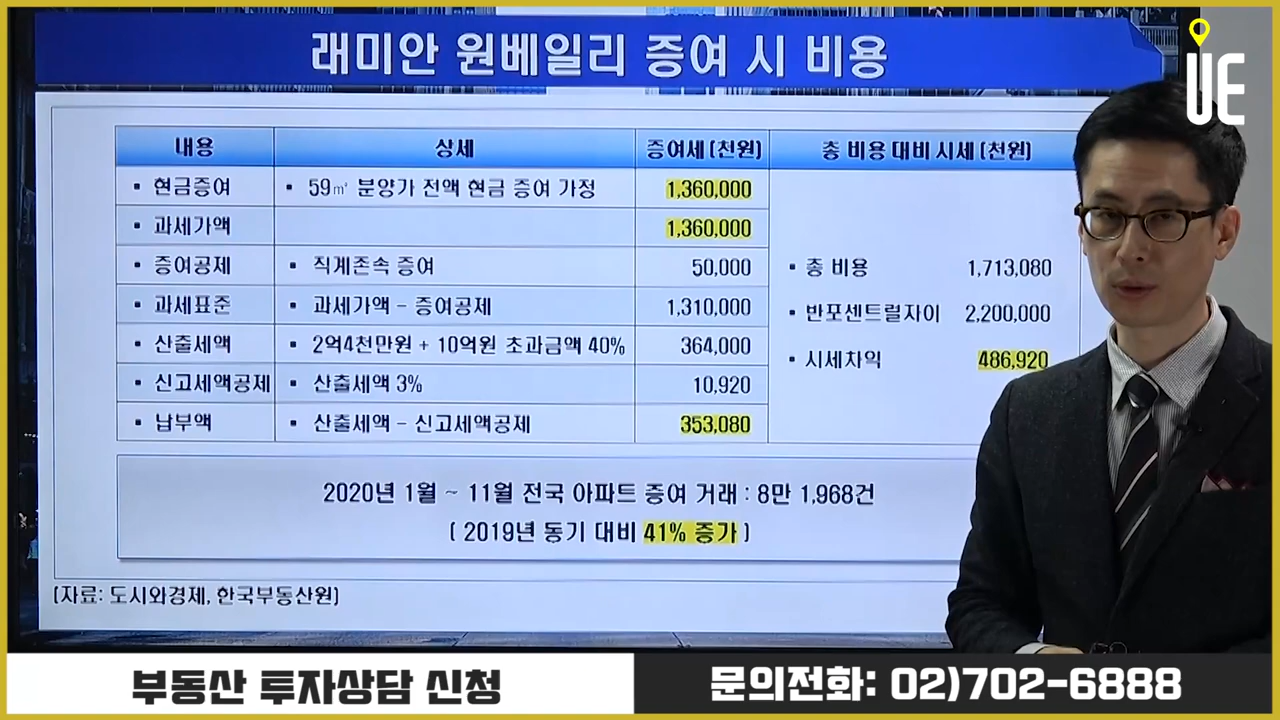 래미안 원베일리 증여 시 비용
UE
내용 상세 증여세 (천원) 총 비용 대비 시세 (천원)
▪ 현금증여 ▪ 59㎡ 분양가 전액 현금 증여 가정 1,360,000
▪ 과세가액 1,360,000
▪ 증여공제 ▪ 직계존속 증여 50,000
▪ 과세표준 ▪ 과세가액 - 증여공제 1,310,000
▪ 산출세액 ▪ 2억4천만원 + 10억원 초과금액 40% 364,000
▪ 신고세액공제 ▪ 산출세액 3% 10,920
▪ 납부액 ▪ 산출세액 - 신고세액공제 353,080
▪ 총 비용 1,713,080
▪ 반포센트럴자이 2,200,000
▪ 시세차익 486,920
2020년 1월 ~ 11월 전국 아파트 증여 거래 : 8만 1,968건
( 2019년 동기 대비 41% 증가 )
(자료: 도시와경제, 한국부동산원)
부동산 투자상담 신청
문의전화: 02)702-6888